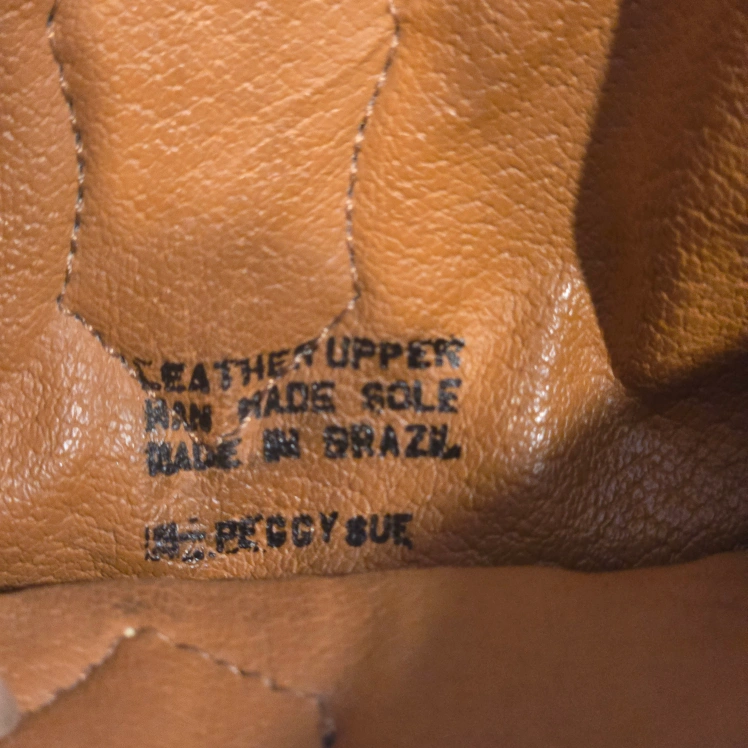 LEATHER UPPER
MAN MADE SOLE
MADE IN BRAZIL
PEGGY SUE